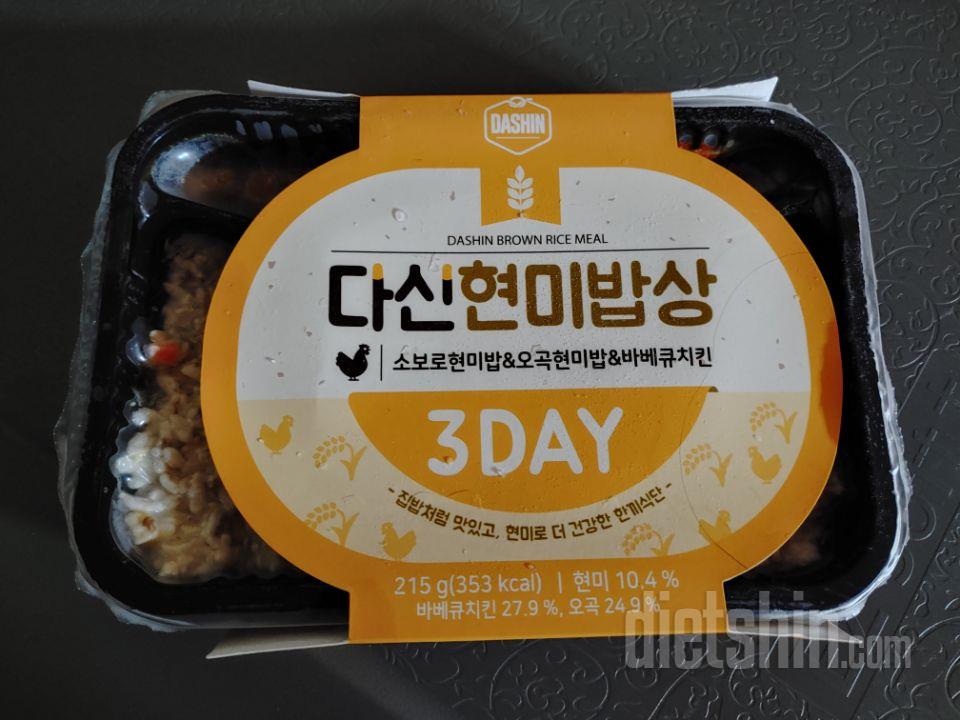 DASHIN
DASHIN BROWN RICE MEAL
다신현미밥상
소보로현미밥&오곡현미밥&바베큐치킨
3DAY
- 집밥처럼 맛있고, 현미로 더 건강한 한끼식단 -
215 g(353 kcal) | 현미 10.4 %
바베큐치킨 27.9 %, 오곡 24.9 %
dietshin.com